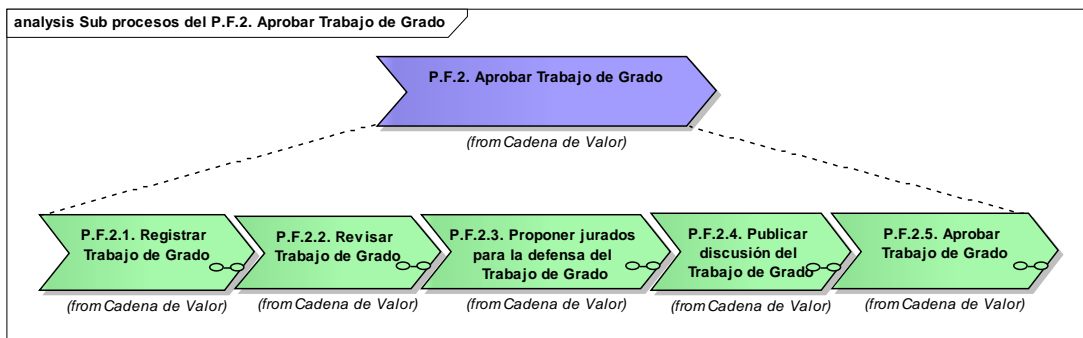 analysis Sub procesos del P.F.2. Aprobar Trabajo de Grado
P.F.2. Aprobar Trabajo de Grado
(from Cadena de Valor)
P.F.2.1. Registrar
Trabajo de Grado
(from Cadena de Valor)
P.F.2.2. Revisar
Trabajo de Grado
(from Cadena de Valor)
P.F.2.3. Proponer jurados
para la defensa del
Trabajo de Grado
(from Cadena de Valor)
P.F.2.4. Publicar
discusión del
Trabajo de Grado
(from Cadena de Valor)
P.F.2.5. Aprobar
Trabajo de Grado
(from Cadena de Valor)